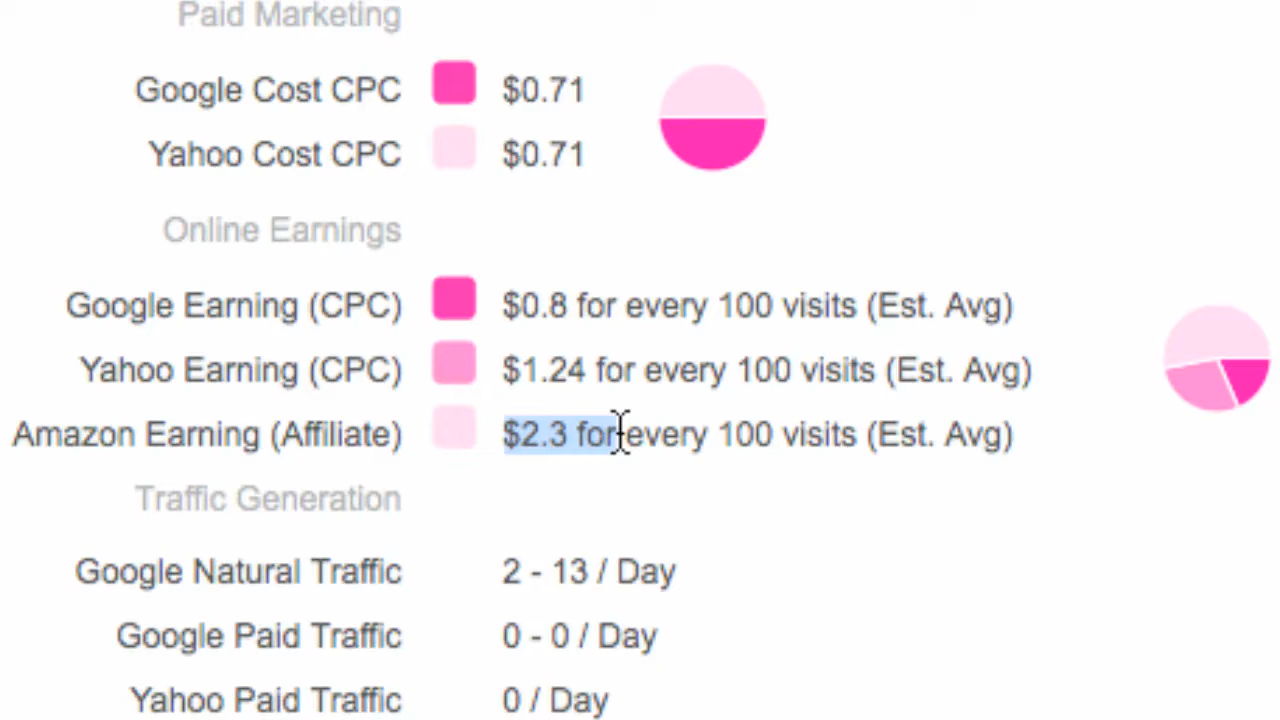 Paid Marketing
Google Cost CPC $0.71
Yahoo Cost CPC $0.71
Online Earnings
Google Earning (CPC) $0.8 for every 100 visits (Est. Avg)
Yahoo Earning (CPC) $1.24 for every 100 visits (Est. Avg)
Amazon Earning (Affiliate) $2.3 for every 100 visits (Est. Avg)
Traffic Generation
Google Natural Traffic 2 - 13 / Day
Google Paid Traffic 0 - 0 / Day
Yahoo Paid Traffic 0 / Day